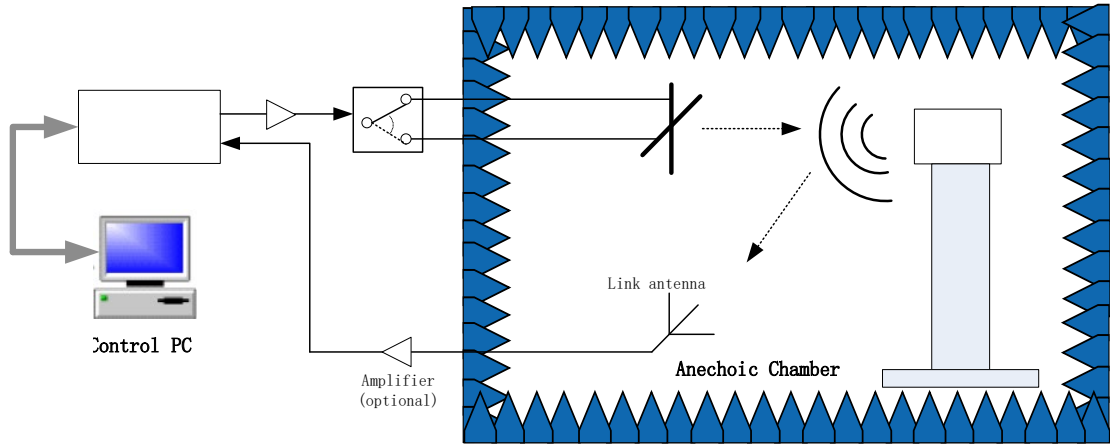 Link antenna
Control PC
Anechoic Chamber
Amplifier
(optional)